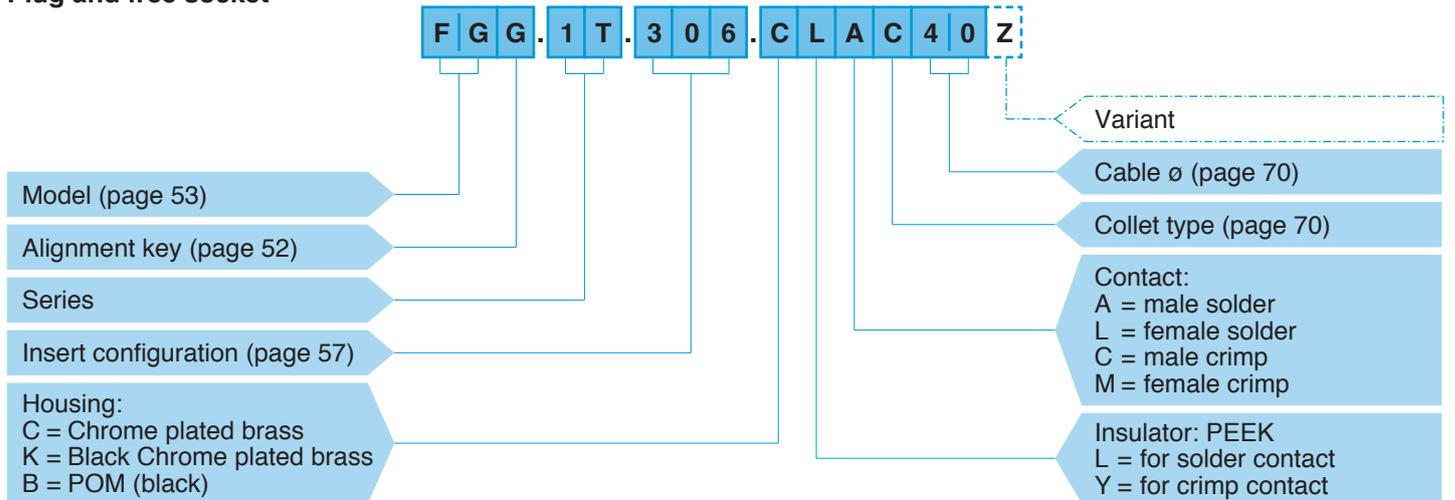 Plug and free socket
F G G . 1 T . 3 0 6 . C L A C 4 0 Z
Variant
Cable ø (page 70)
Model (page 53)
Collet type (page 70)
Alignment key (page 52)
Contact:
A = male solder
L = female solder
C = male crimp
M = female crimp
Series
Insert configuration (page 57)
Housing:
C = Chrome plated brass
K = Black Chrome plated brass
B = POM (black)
Insulator: PEEK
L = for solder contact
Y = for crimp contact